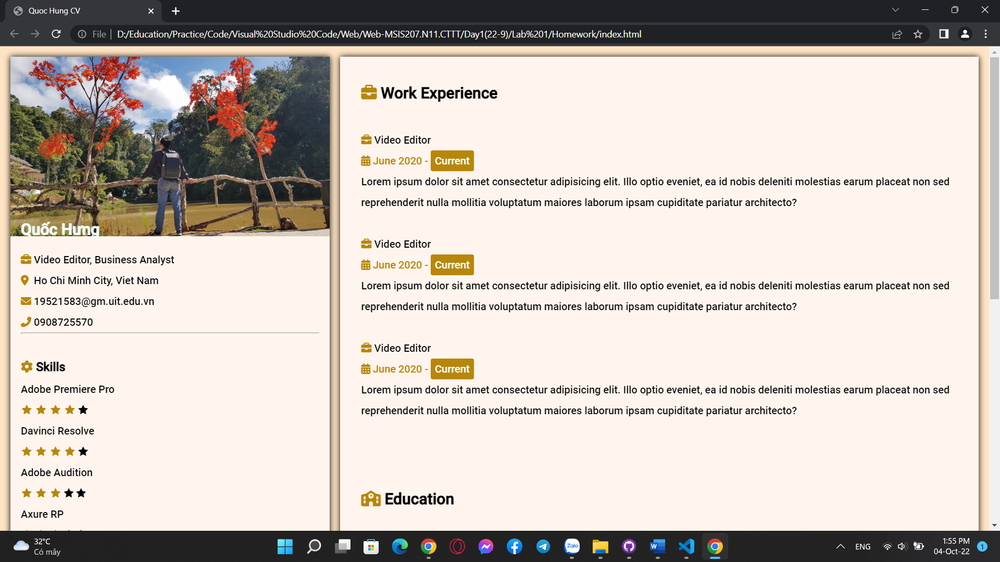 Quoc Hung CV
File | D:/Education/Practice/Code/Visual%20Studio%20Code/Web/Web-MSIS207.N11.CTTT/Day1(22-9)/Lab%201/Homework/index.html
Quốc Hưng
Video Editor, Business Analyst
Ho Chi Minh City, Viet Nam
19521583@gm.uit.edu.vn
0908725570
Skills
Adobe Premiere Pro
Davinci Resolve
Adobe Audition
Axure RP
Work Experience
Video Editor
June 2020 - Current
Lorem ipsum dolor sit amet consectetur adipisicing elit. Illo optio eveniet, ea id nobis deleniti molestias earum placeat non sed
reprehenderit nulla mollitia voluptatum maiores laborum ipsam cupiditate pariatur architecto?
Video Editor
June 2020 - Current
Lorem ipsum dolor sit amet consectetur adipisicing elit. Illo optio eveniet, ea id nobis deleniti molestias earum placeat non sed
reprehenderit nulla mollitia voluptatum maiores laborum ipsam cupiditate pariatur architecto?
Video Editor
June 2020 - Current
Lorem ipsum dolor sit amet consectetur adipisicing elit. Illo optio eveniet, ea id nobis deleniti molestias earum placeat non sed
reprehenderit nulla mollitia voluptatum maiores laborum ipsam cupiditate pariatur architecto?
Education
32°C
Có mây
Zalo
W
ENG
1:55 PM
04-Oct-22
1